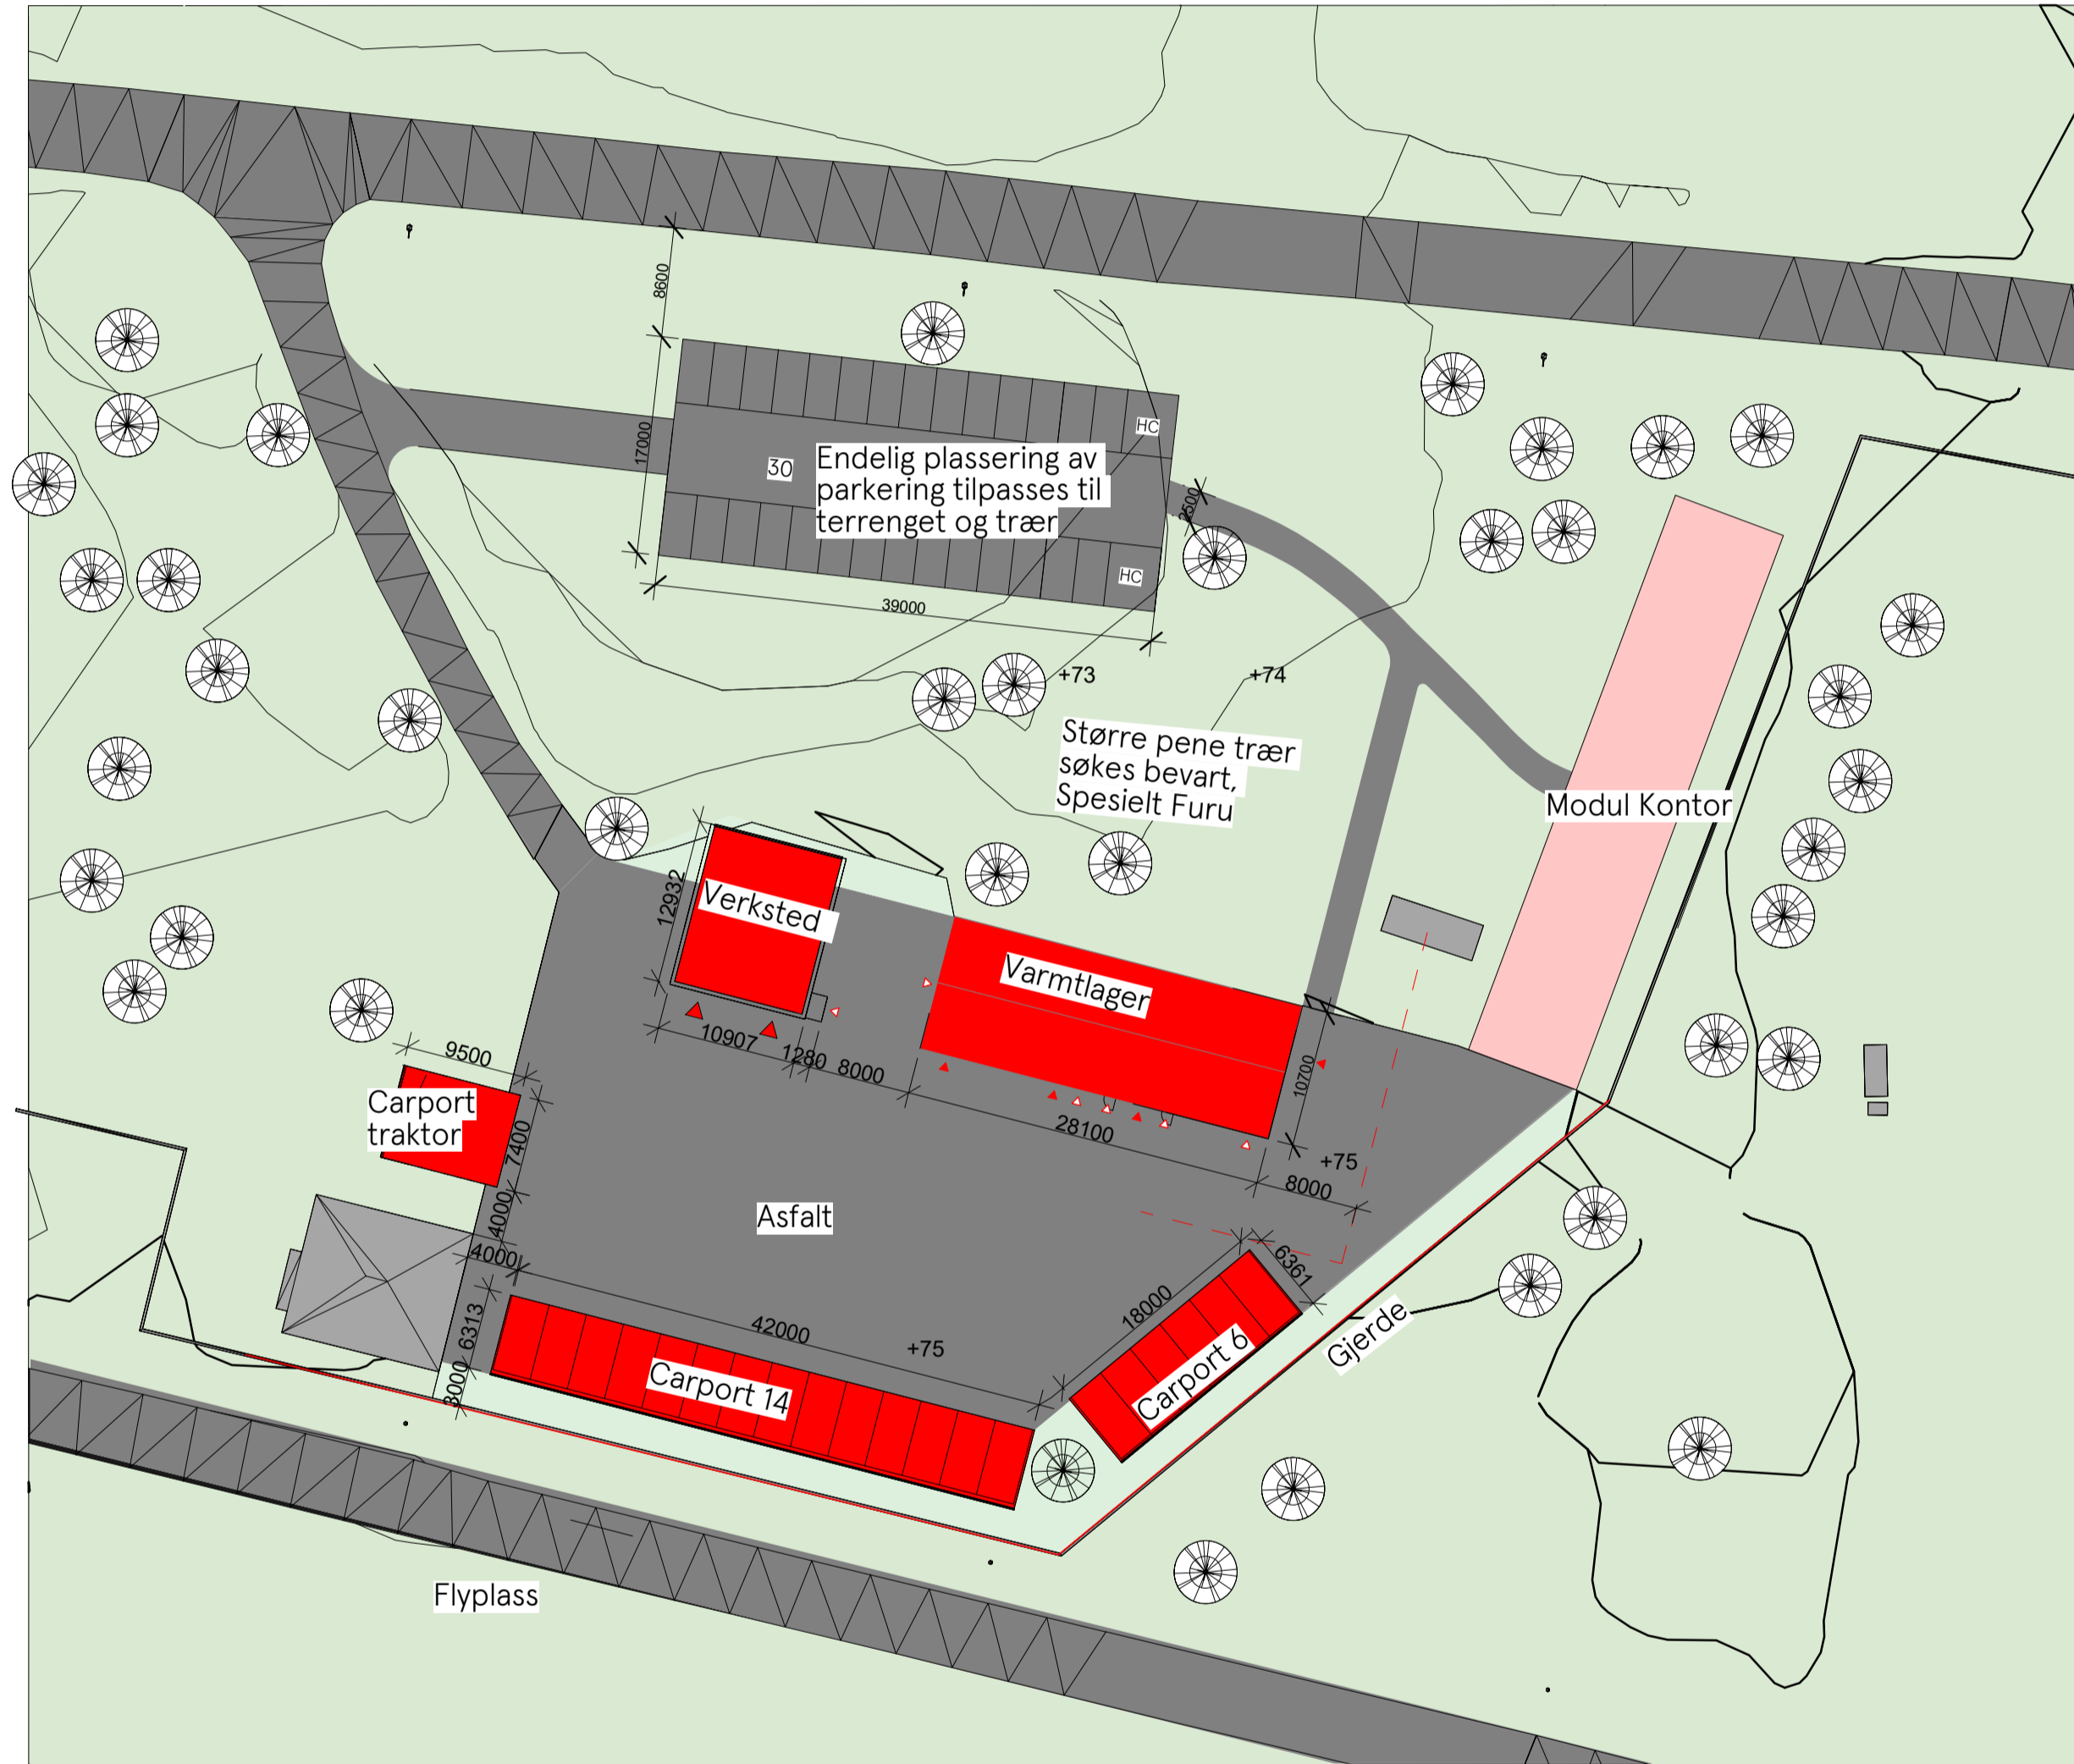 8600
17000
HC
30
Endelig plassering av
parkering tilpasses til
terrenget og trær
2500
HC
39000
+73
+74
Større pene trær
søkes bevart,
Spesielt Furu
Modul Kontor
12932
Verksted
Varmtlager
10907
1280
8000
10700
9500
Carport
traktor
7400
28100
+75
8000
4000
Asfalt
4000
6361
6313
42000
18000
+75
Gjerde
3000
Carport 14
Carport 6
Flyplass